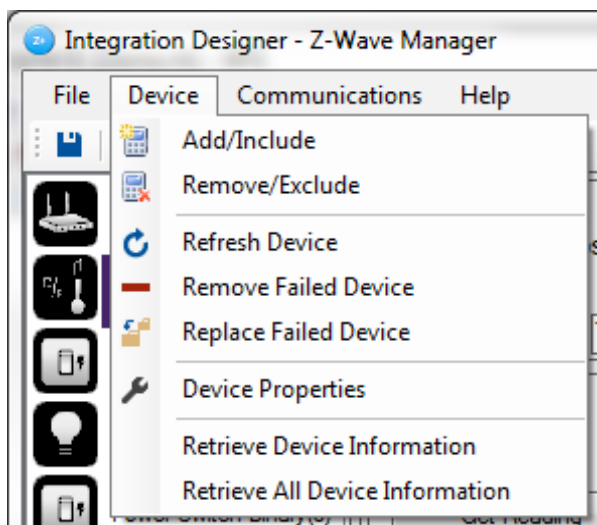 Integration Designer - Z-Wave Manager
File Device Communications Help
Add/Include
Remove/Exclude
Refresh Device
Remove Failed Device
Replace Failed Device
Device Properties
Retrieve Device Information
Retrieve All Device Information